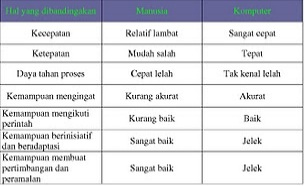 Hal yang dibandingakan Manusia Komputer
Kecepatan Relatif lambat Sangat cepat
Ketepatan Mudah salah Tepat
Daya tahan proses Cepat lelah Tak kenal lelah
Kemampuan mengingat Kurang akurat Akurat
Kemampuan mengikuti
perintah Kurang baik Baik
Kemampuan berinisiatif
dan beradaptasi Sangat baik Jelek
Kemampuan membuat
pertimbangan dan Sangat baik Jelek
peramalan